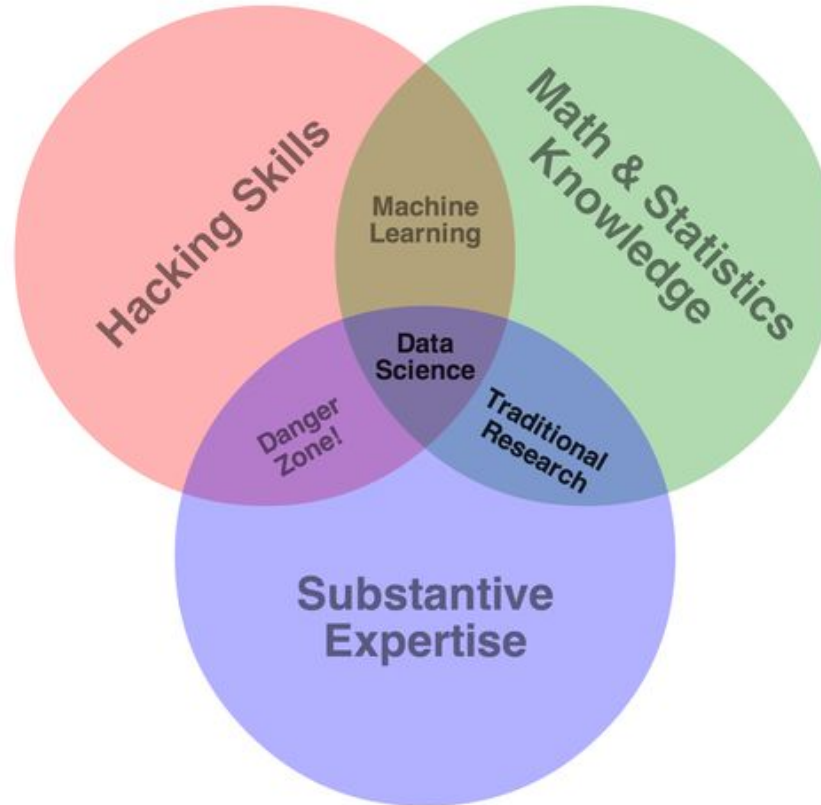 Hacking Skills
Math & Statistics
Knowledge
Machine
Learning
Data
Science
Danger
Zone!
Traditional
Research
Substantive
Expertise